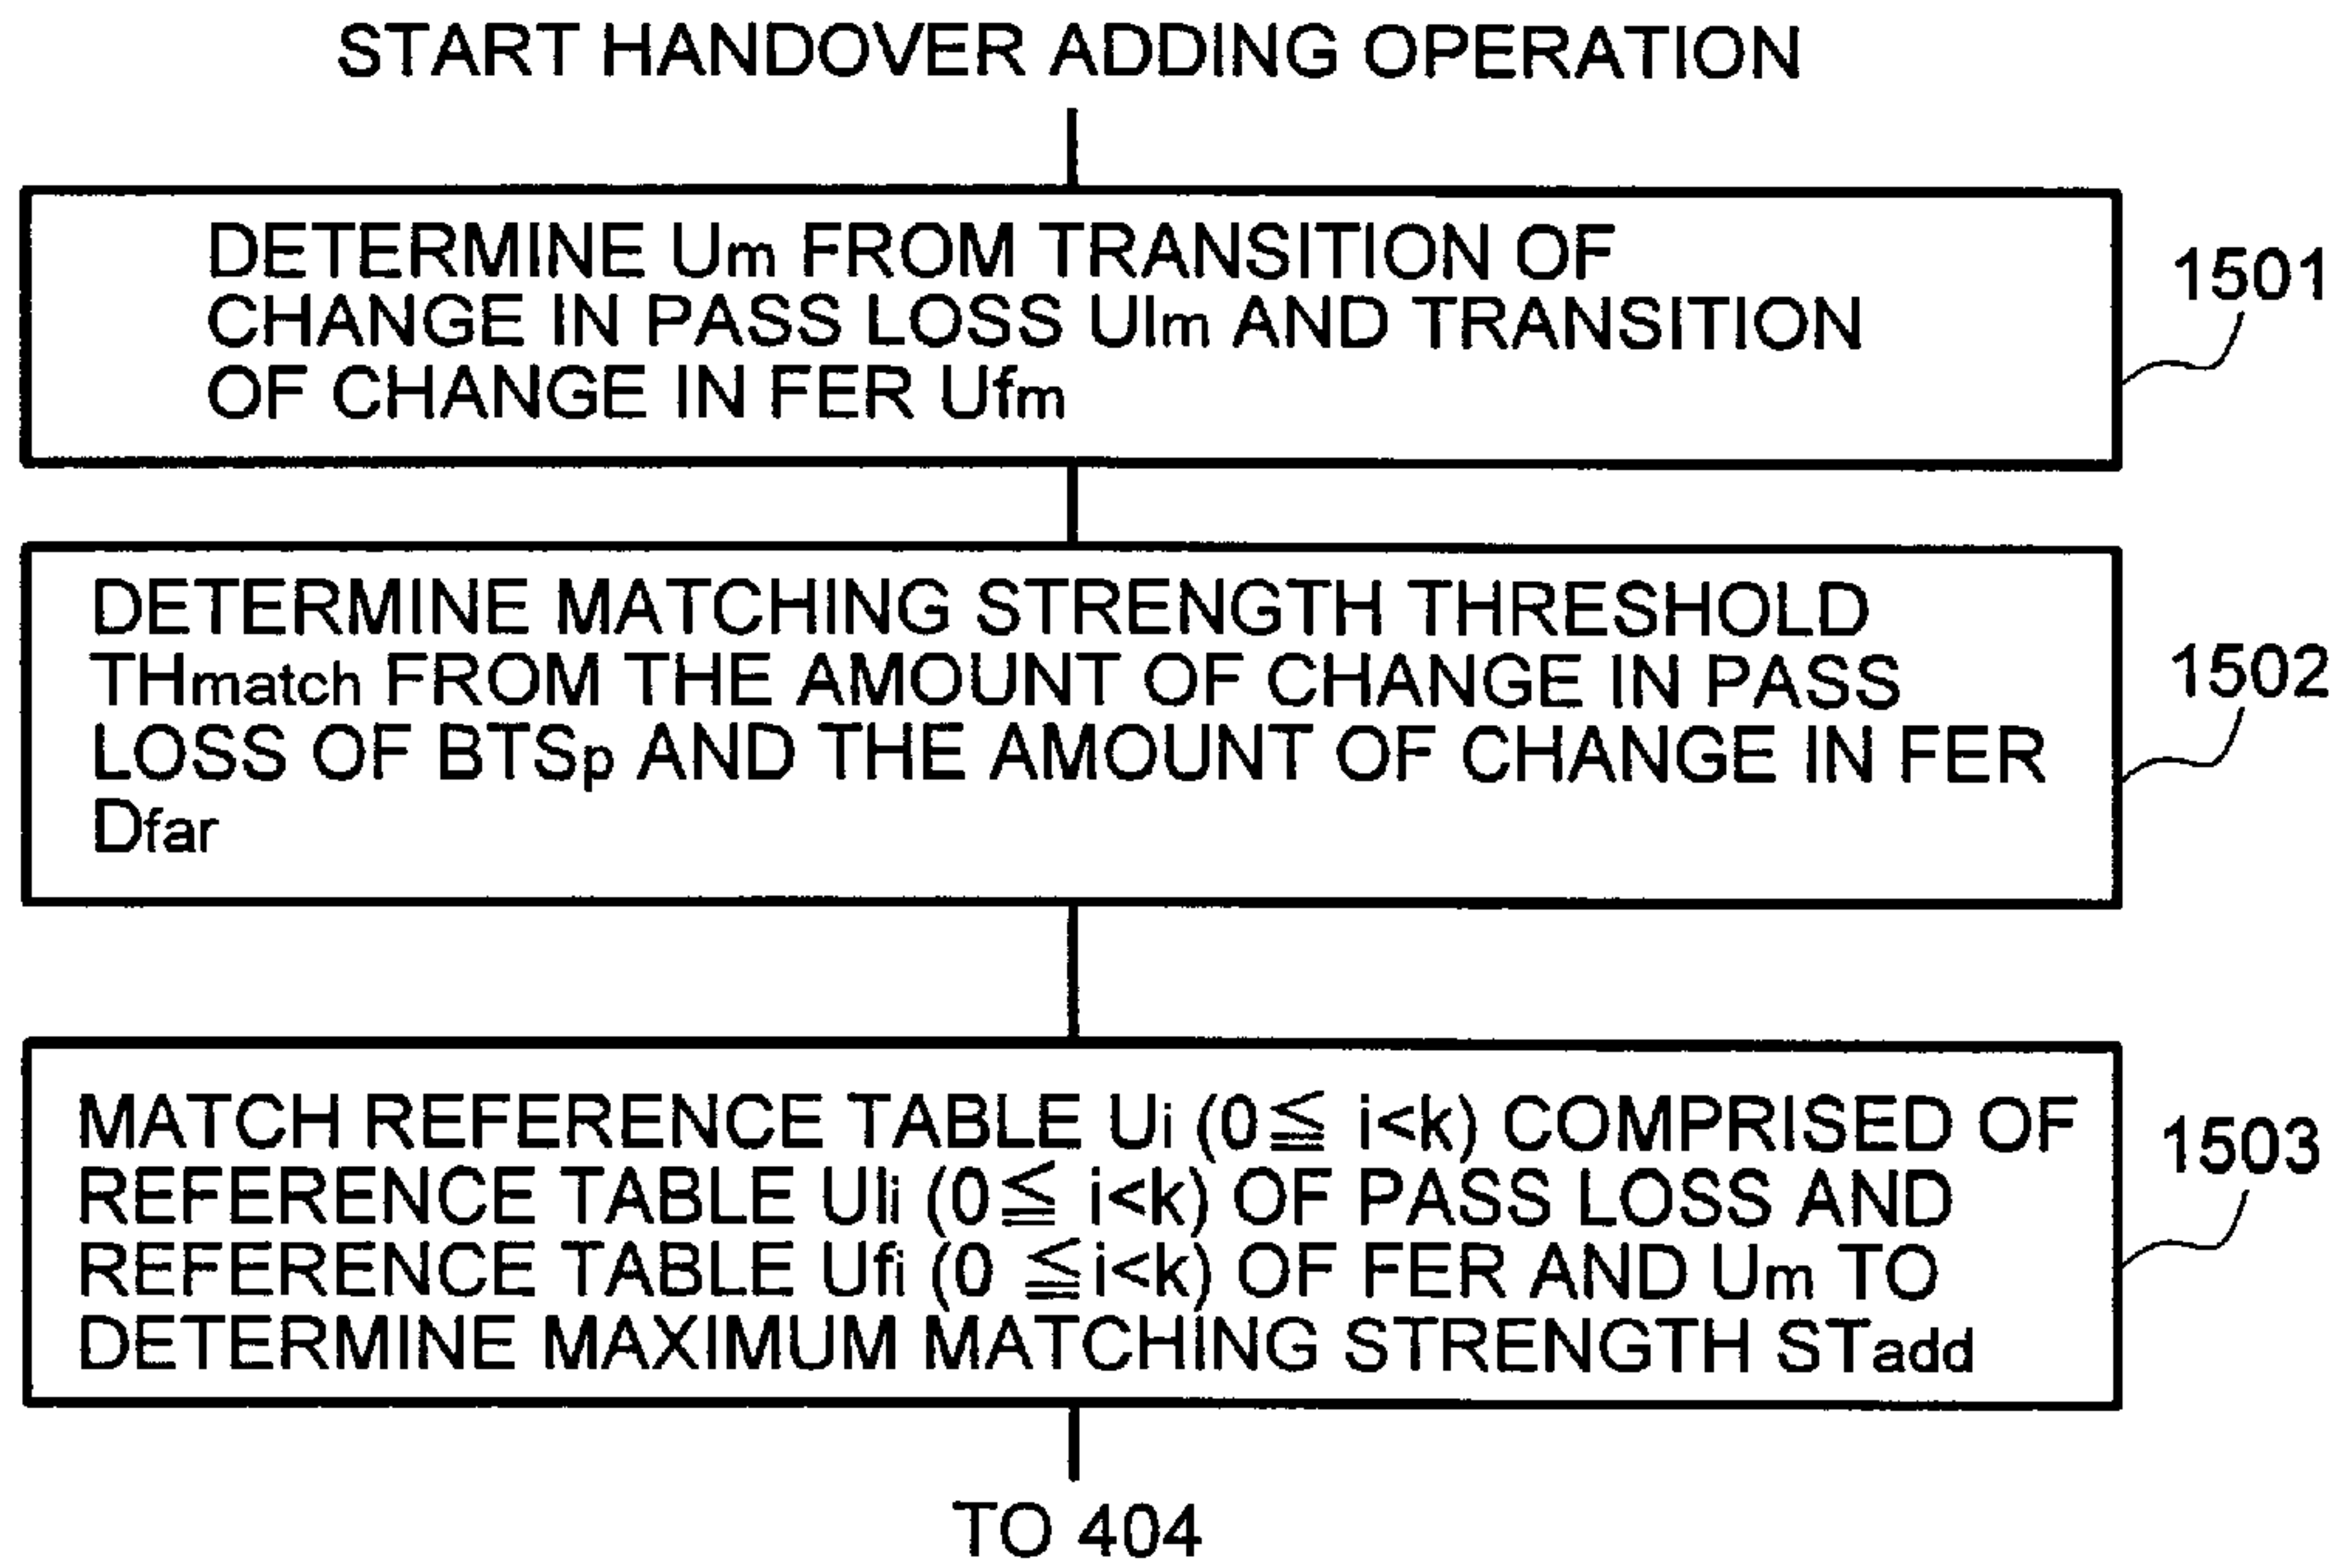 START HANDOVER ADDING OPERATION
DETERMINE Um FROM TRANSITION OF
CHANGE IN PASS LOSS Ulm AND TRANSITION
OF CHANGE IN FER Ufm
1501
DETERMINE MATCHING STRENGTH THRESHOLD
THmatch FROM THE AMOUNT OF CHANGE IN PASS
LOSS OF BTSp AND THE AMOUNT OF CHANGE IN FER
Dfar
1502
MATCH REFERENCE TABLE Ui (0≦ i<k) COMPRISED OF
REFERENCE TABLE Uli (0≦ i<k) OF PASS LOSS AND
REFERENCE TABLE Ufi (0 ≦i<k) OF FER AND Um TO
DETERMINE MAXIMUM MATCHING STRENGTH STadd
1503
TO 404